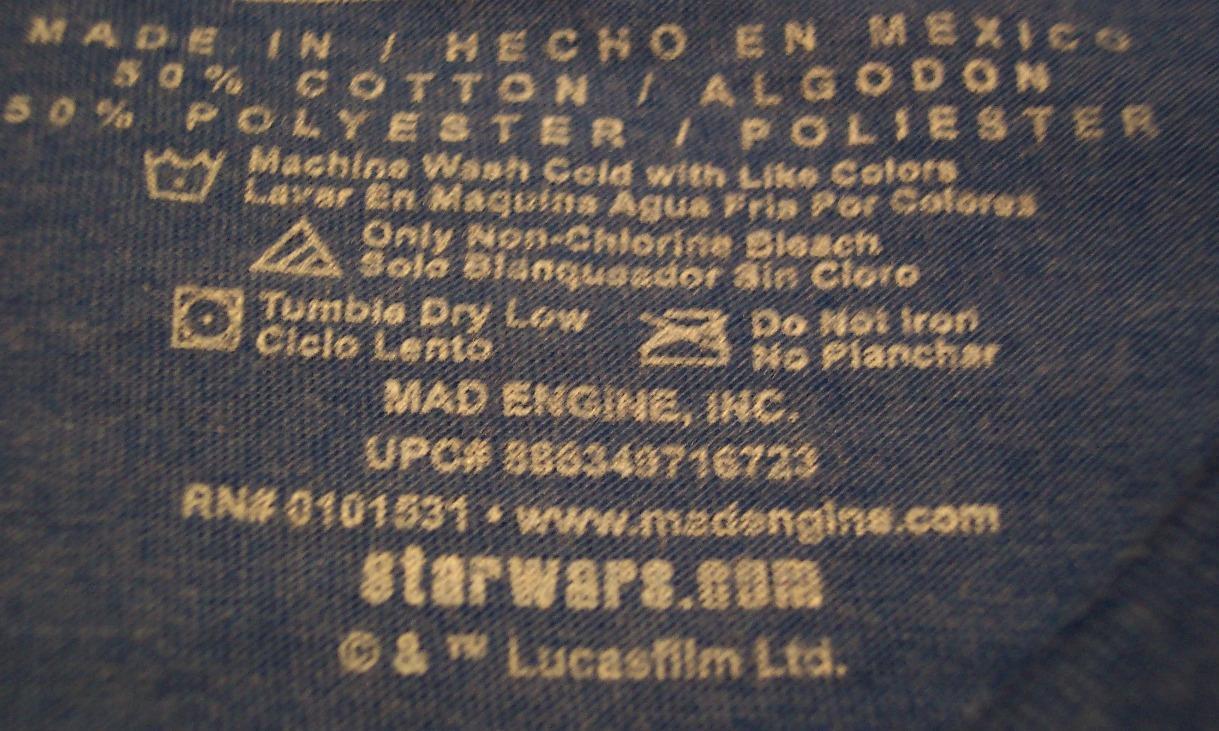 MADE IN / HECHO EN MEXICO
50% COTTON / ALGODON
50% POLYESTER / POLIESTER
Machine Wash Cold with Like Colors
Lavar En Maquina Agua Fria Por Colores
Only Non-Chlorine Bleach
Solo Blanqueador Sin Cloro
Tumble Dry Low
Ciclo Lento
Do Not Iron
No Planchar
MAD ENGINE, INC.
UPC# 886349716723
RN# 0101531 • www.madengine.com
starwars.com
© & ™ Lucasfilm Ltd.